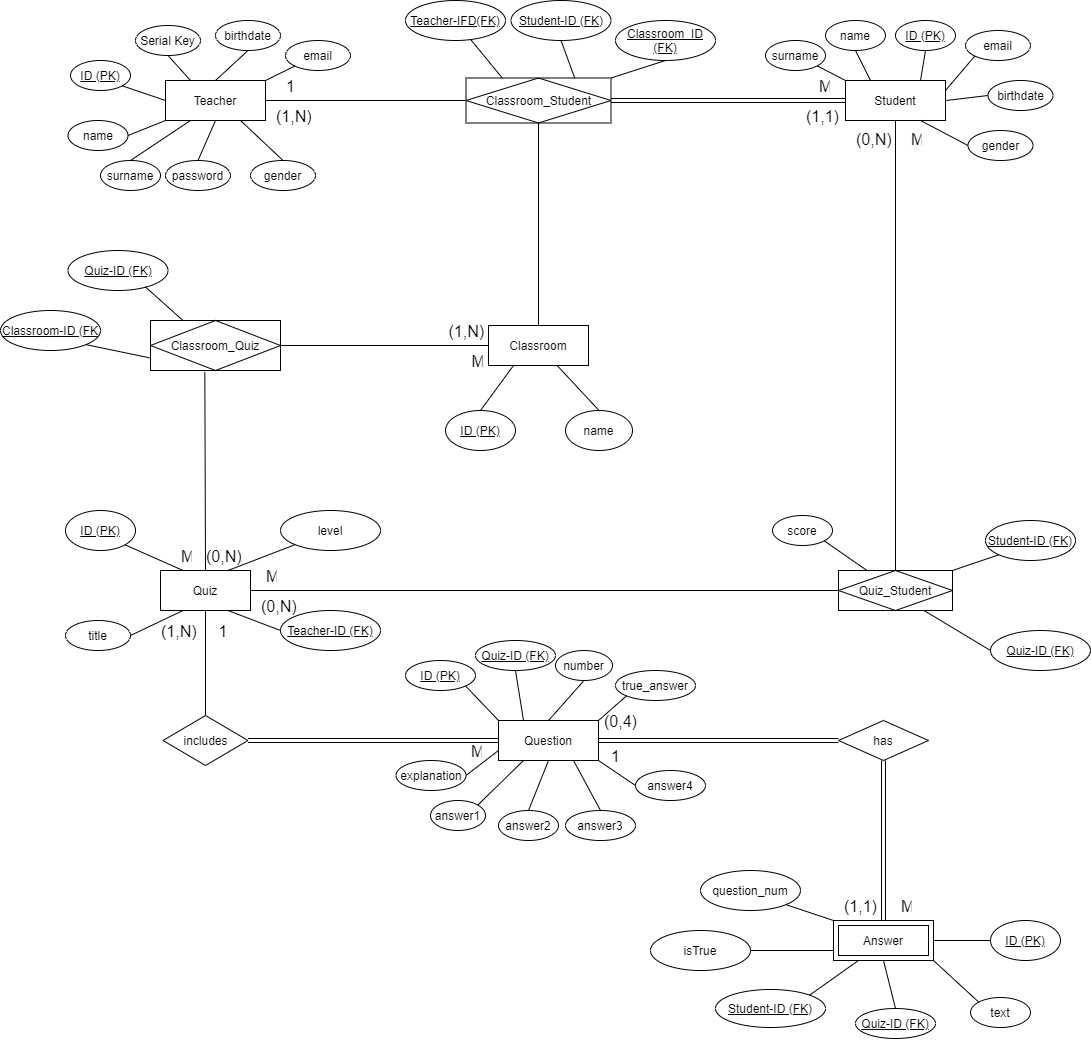 Teacher-IFD(FK)
Student-ID (FK)
Classroom_ID
(FK)
Serial Key
birthdate
email
ID (PK)
Teacher
1
(1,N)
name
surname
password
gender
Classroom_Student
surname
name
ID (PK)
email
birthdate
gender
M
(1,1)
Student
(0,N)
M
Quiz-ID (FK)
Classroom-ID (FK
Classroom_Quiz
(1,N)
M
Classroom
ID (PK)
name
ID (PK)
level
M
(0,N)
Quiz
M
(0,N)
title
(1,N)
1
Teacher-ID (FK)
score
Student-ID (FK)
Quiz_Student
Quiz-ID (FK)
includes
ID (PK)
Quiz-ID (FK)
number
true_answer
(0,4)
M
Question
1
explanation
answer1
answer2
answer3
answer4
has
question_num
(1,1)
M
isTrue
Answer
ID (PK)
Student-ID (FK)
Quiz-ID (FK)
text